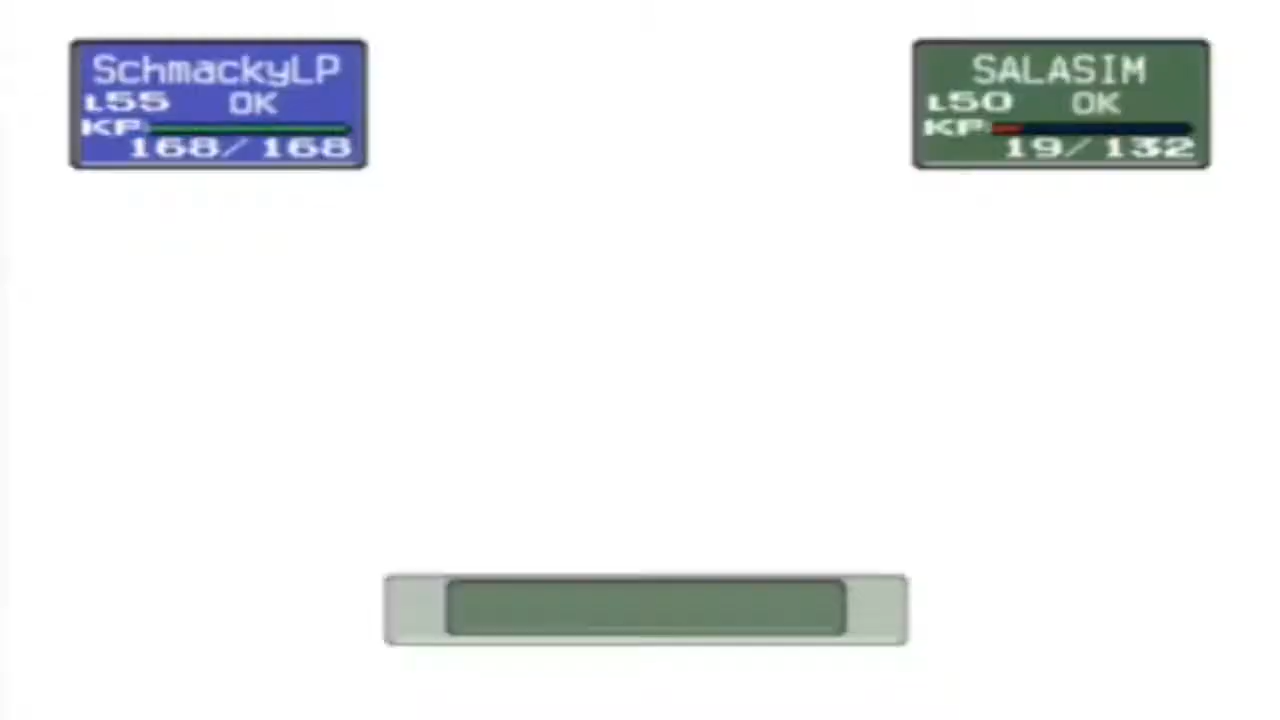 SchmackyLP
L55 OK
KP:
168/168
SALASIM
L50 OK
KP:
19/132